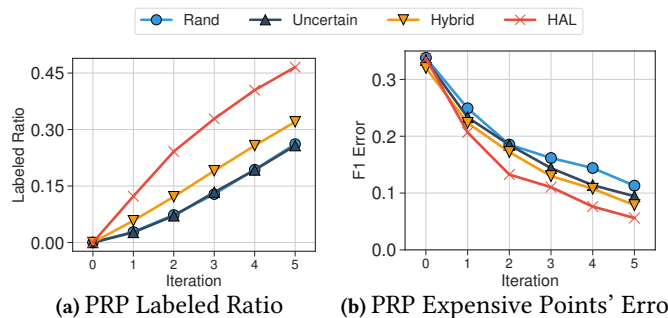 Rand Uncertain Hybrid HAL
0.45
0.30
0.15
0.00
Labeled Ratio
0 1 2 3 4 5
Iteration
(a) PRP Labeled Ratio
0.3
0.2
0.1
0.0
F1 Error
0 1 2 3 4 5
Iteration
(b) PRP Expensive Points' Erro